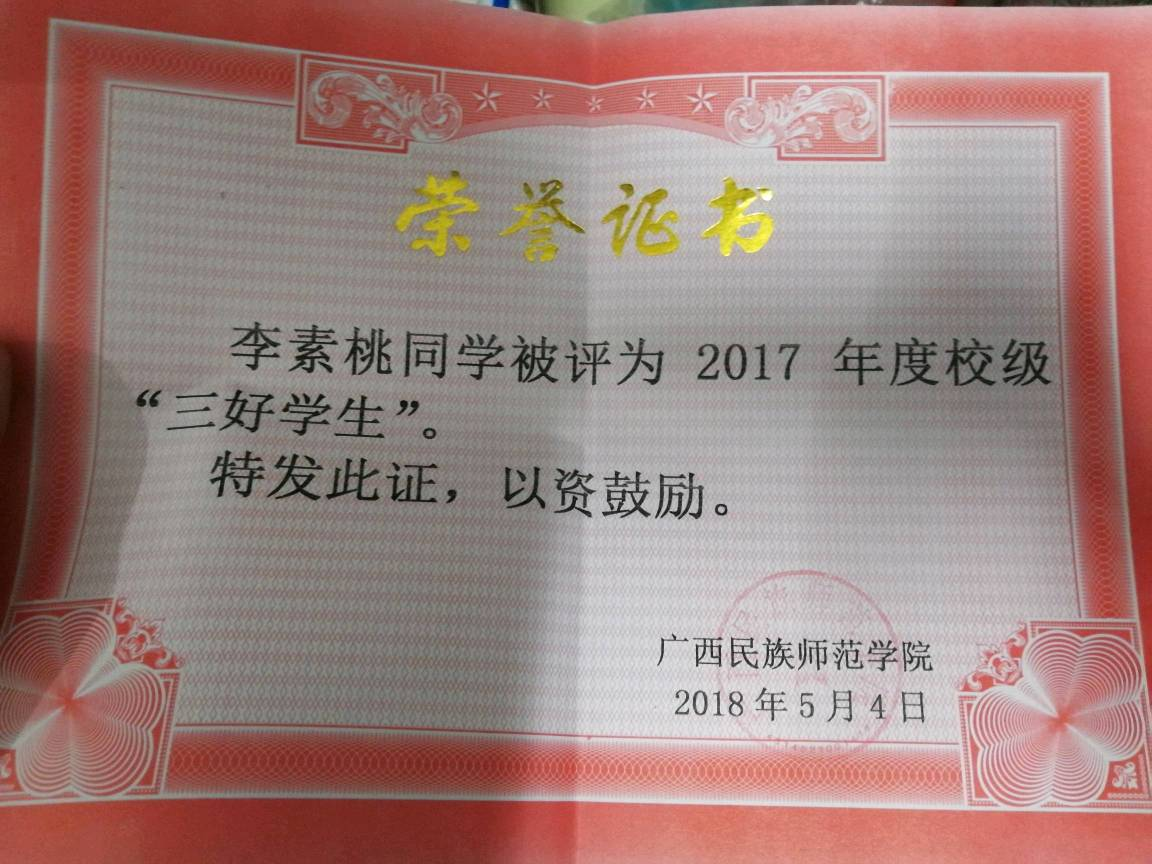 荣誉证书
李素桃同学被评为 2017 年度校级
“三好学生”。
特发此证，以资鼓励。
广西民族师范学院
2018 年 5 月 4 日